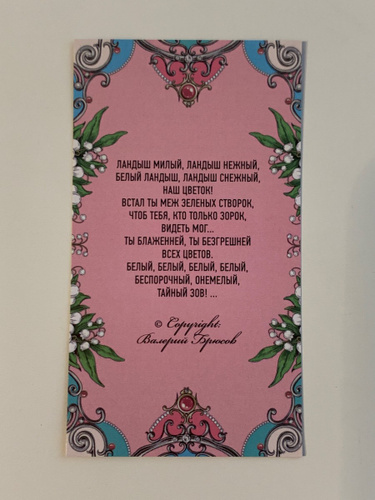 ЛАНДЫШ МИЛЫЙ, ЛАНДЫШ НЕЖНЫЙ,
БЕЛЫЙ ЛАНДЫШ, ЛАНДЫШ СНЕЖНЫЙ,
НАШ ЦВЕТОК!
ВСТАЛ ТЫ МЕЖ ЗЕЛЕНЫХ СТВОРОК,
ЧТОБ ТЕБЯ, КТО ТОЛЬКО ЗОРОК,
ВИДЕТЬ МОГ...
ТЫ БЛАЖЕННЕЙ, ТЫ БЕЗГРЕШНЕЙ
ВСЕХ ЦВЕТОВ.
БЕЛЫЙ, БЕЛЫЙ, БЕЛЫЙ, БЕЛЫЙ,
БЕСПОРОЧНЫЙ, ОНЕМЕЛЫЙ,
ТАЙНЫЙ ЗОВ! ...
© Copyright:
Валерий Брюсов